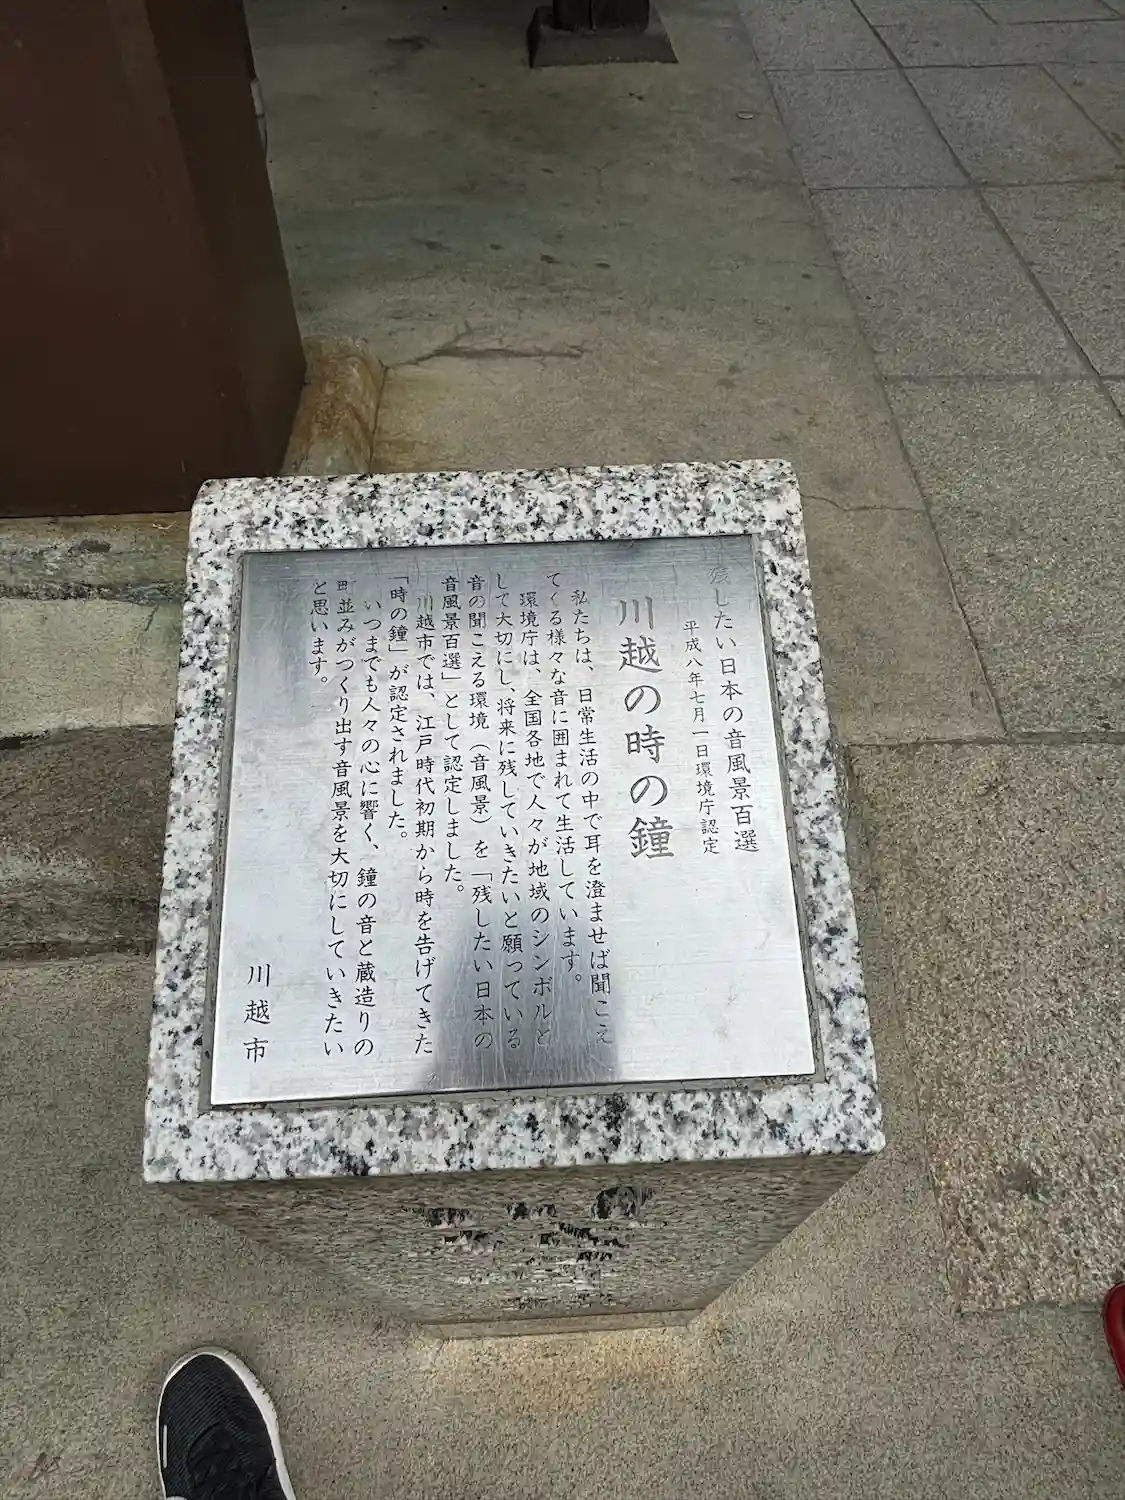 残したい日本の音風景百選
平成八年七月一日環境庁認定
川越の時の鐘
私たちは、日常生活の中で耳を澄ませば聞こえ
てくる様々な音に囲まれて生活しています。
環境庁は、全国各地で人々が地域のシンボルと
して大切にし、将来に残していきたいと願っている
音の聞こえる環境（音風景）を「残したい日本の
音風景百選」として認定しました。
川越市では、江戸時代初期から時を告げてきた
「時の鐘」が認定されました。
いつまでも人々の心に響く、鐘の音と蔵造りの
町並みがつくり出す音風景を大切にしていきたい
と思います。
川越市